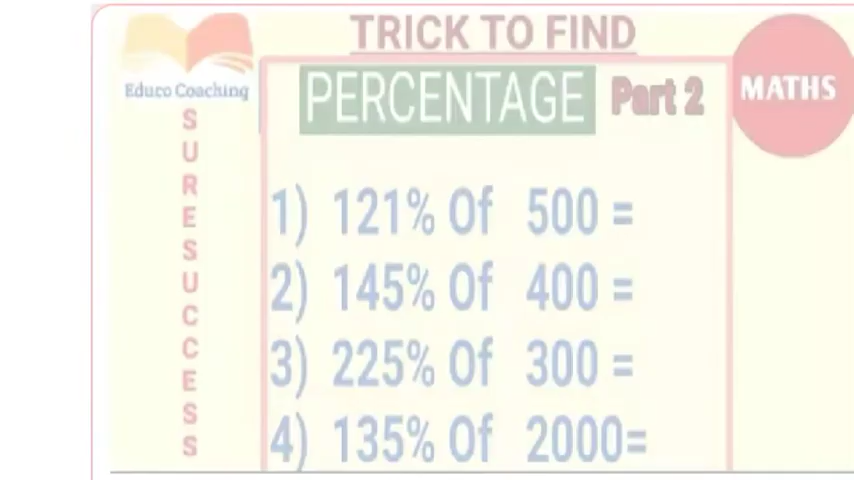 TRICK TO FIND
PERCENTAGE Part 2
MATHS
Educo Coaching
S
U
R
E
S
U
C
C
E
S
S
1) 121% Of 500 =
2) 145% Of 400 =
3) 225% Of 300 =
4) 135% Of 2000=